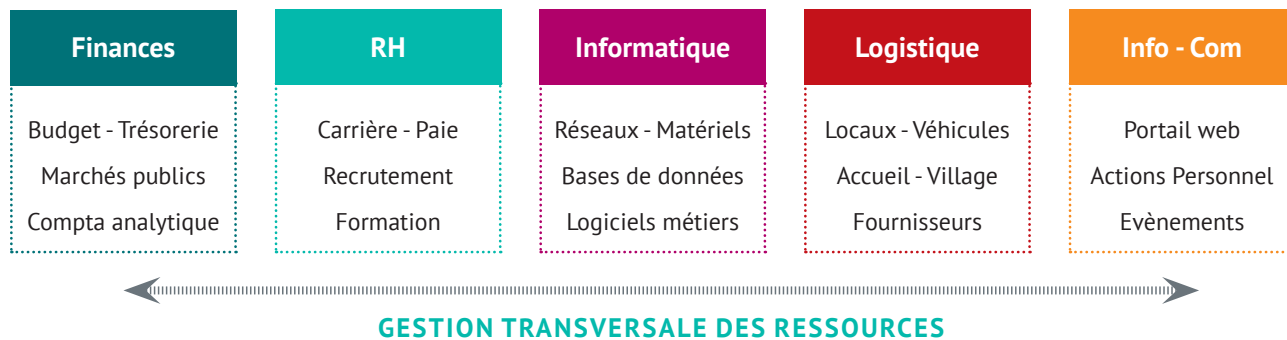 Finances
Budget - Trésorerie
Marchés publics
Compta analytique
RH
Carrière - Paie
Recrutement
Formation
Informatique
Réseaux - Matériels
Bases de données
Logiciels métiers
Logistique
Locaux - Véhicules
Accueil - Village
Fournisseurs
Info - Com
Portail web
Actions Personnel
Evènements
GESTION TRANSVERSALE DES RESSOURCES